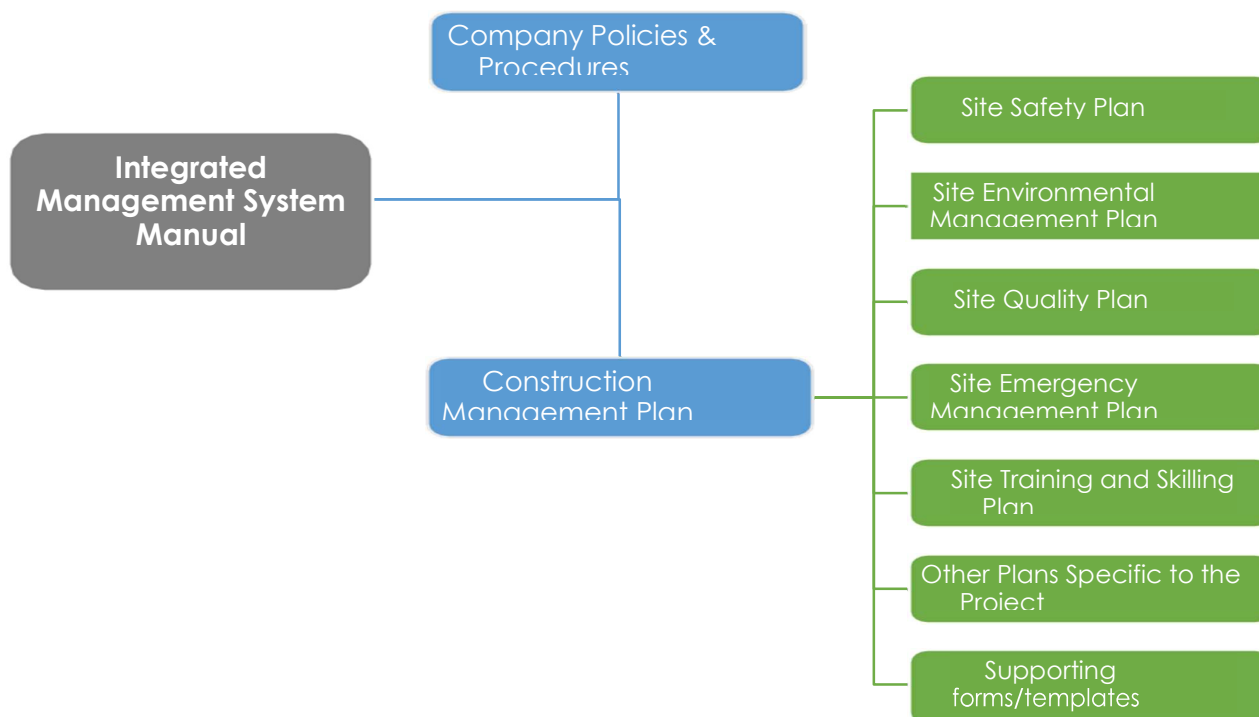 Company Policies &
Procedures
Integrated
Management System
Manual
Construction
Management Plan
Site Safety Plan
Site Environmental
Management Plan
Site Quality Plan
Site Emergency
Management Plan
Site Training and Skilling
Plan
Other Plans Specific to the
Project
Supporting
forms/templates